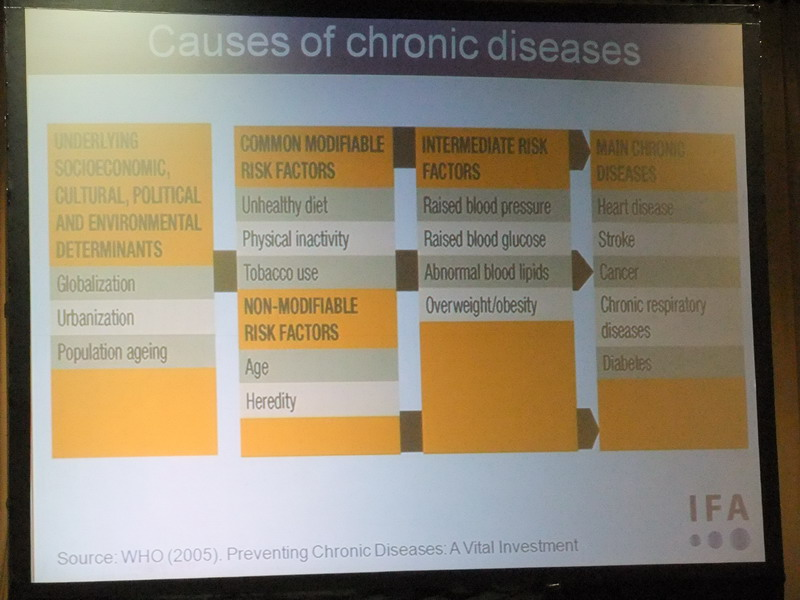 Causes of chronic diseases
UNDERLYING
SOCIOECONOMIC,
CULTURAL, POLITICAL
AND ENVIRONMENTAL
DETERMINANTS
Globalization
Urbanization
Population ageing
COMMON MODIFIABLE
RISK FACTORS
Unhealthy diet
Physical inactivity
Tobacco use
NON-MODIFIABLE
RISK FACTORS
Age
Heredity
INTERMEDIATE RISK
FACTORS
Raised blood pressure
Raised blood glucose
Abnormal blood lipids
Overweight/obesity
MAIN CHRONIC
DISEASES
Heart disease
Stroke
Cancer
Chronic respiratory
diseases
Diabetes
IFA
Source: WHO (2005). Preventing Chronic Diseases: A Vital Investment